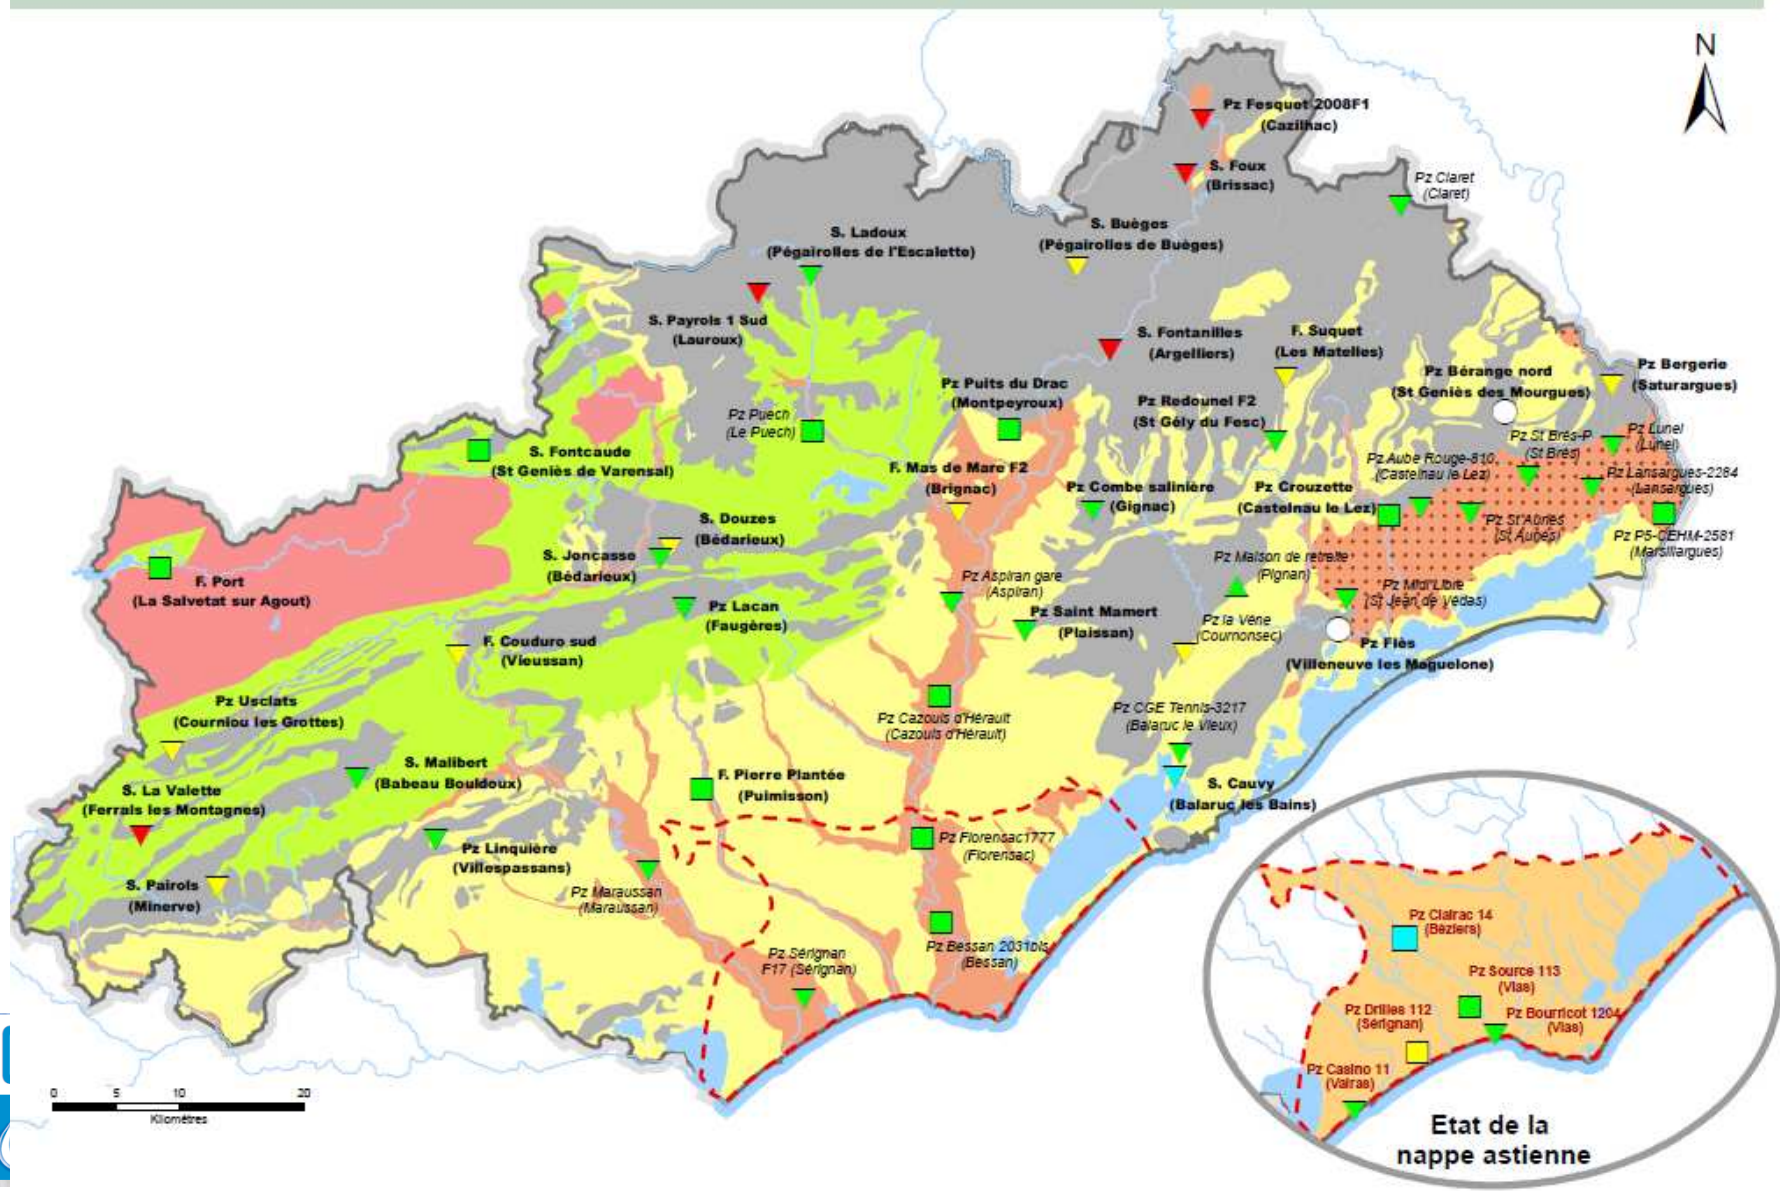 N
Pz Fesquet 2008F1
(Cazilhac)
S. Foux
(Brissac)
Pz Claret
(Claret)
S. Buèges
(Pégairolles de Buèges)
S. Ladoux
(Pégairolles de l'Escalette)
S. Payrols 1 Sud
(Lauroux)
S. Fontanilles
(Argelliers)
F. Suquet
(Les Matelles)
Pz Bérange nord
(St Geniès des Mourgues)
Pz Bergerie
(Saturargues)
Pz Puits du Drac
(Montpeyroux)
Pz Redounel F2
(St Gély du Fesc)
Pz Puech
(Le Puech)
Pz St Brès-P
(St Brès)
Pz Lunel
(Lunel)
S. Fontcaude
(St Geniès de Varensal)
F. Mas de Mare F2
(Brignac)
Pz Aube Rouge-810
(Castelnau le Lez)
Pz Lansargues-2284
(Lansargues)
Pz Combe salinière
(Gignac)
Pz Crouzette
(Castelnau le Lez)
S. Douzes
(Bédarieux)
Pz St Aunès
(St Aunès)
Pz P5-CEHM-2581
(Marsillargues)
S. Joncasse
(Bédarieux)
Pz Maison de retraite
(Pignan)
F. Port
(La Salvetat sur Agout)
Pz Aspiran gare
(Aspiran)
Pz Midi Libre
(St Jean de Védas)
Pz Lacan
(Faugères)
Pz Saint Mamert
(Plaissan)
Pz la Vène
(Cournonsec)
F. Couduro sud
(Vieussan)
Pz Flès
(Villeneuve les Maguelone)
Pz Usclats
(Courniou les Grottes)
Pz Cazouls d'Hérault
(Cazouls d'Hérault)
Pz CGE Tennis-3217
(Balaruc le Vieux)
S. Malibert
(Babeau Bouldoux)
F. Pierre Plantée
(Puimisson)
S. Cauvy
(Balaruc les Bains)
S. La Valette
(Ferrals les Montagnes)
Pz Linquière
(Villespassans)
Pz Florensac1777
(Florensac)
S. Pairols
(Minerve)
Pz Maraussan
(Maraussan)
Pz Sérignan
F17 (Sérignan)
Pz Bessan 2031bis
(Bessan)
Pz Clairac 14
(Béziers)
Pz Source 113
(Vias)
Pz Drilles 112
(Sérignan)
Pz Bourricot 1204
(Vias)
Pz Casino 11
(Valras)
Etat de la
nappe astienne
0 5 10 20
Kilomètres